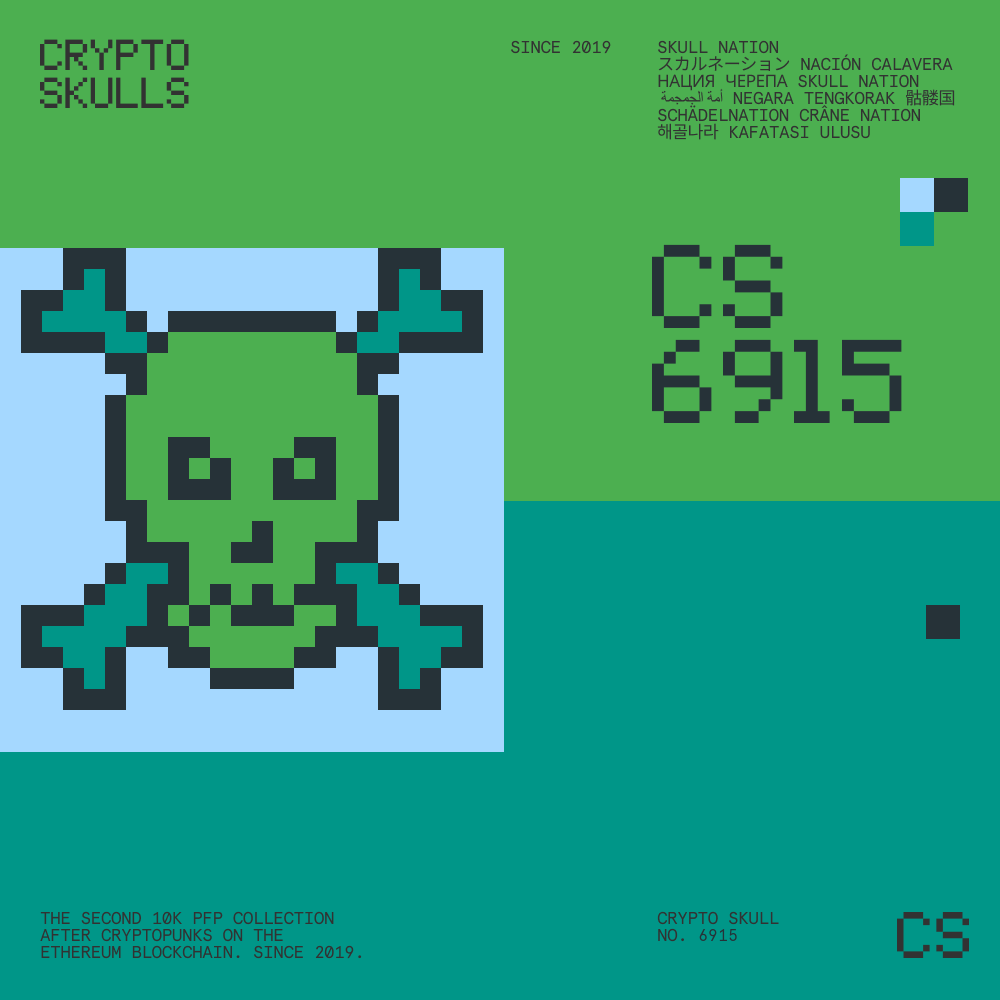 CRYPTO
SKULLS
SINCE 2019
SKULL NATION
スカルネーション NACIÓN CALAVERA
НАЦИЯ ЧЕРЕПА SKULL NATION
أمة الجمجمة NEGARA TENGKORAK 骷髅国
SCHÄDELNATION CRÂNE NATION
해골나라 KAFATASI ULUSU
CS
6915
THE SECOND 10K PFP COLLECTION
AFTER CRYPTOPUNKS ON THE
ETHEREUM BLOCKCHAIN. SINCE 2019.
CRYPTO SKULL
NO. 6915
CS